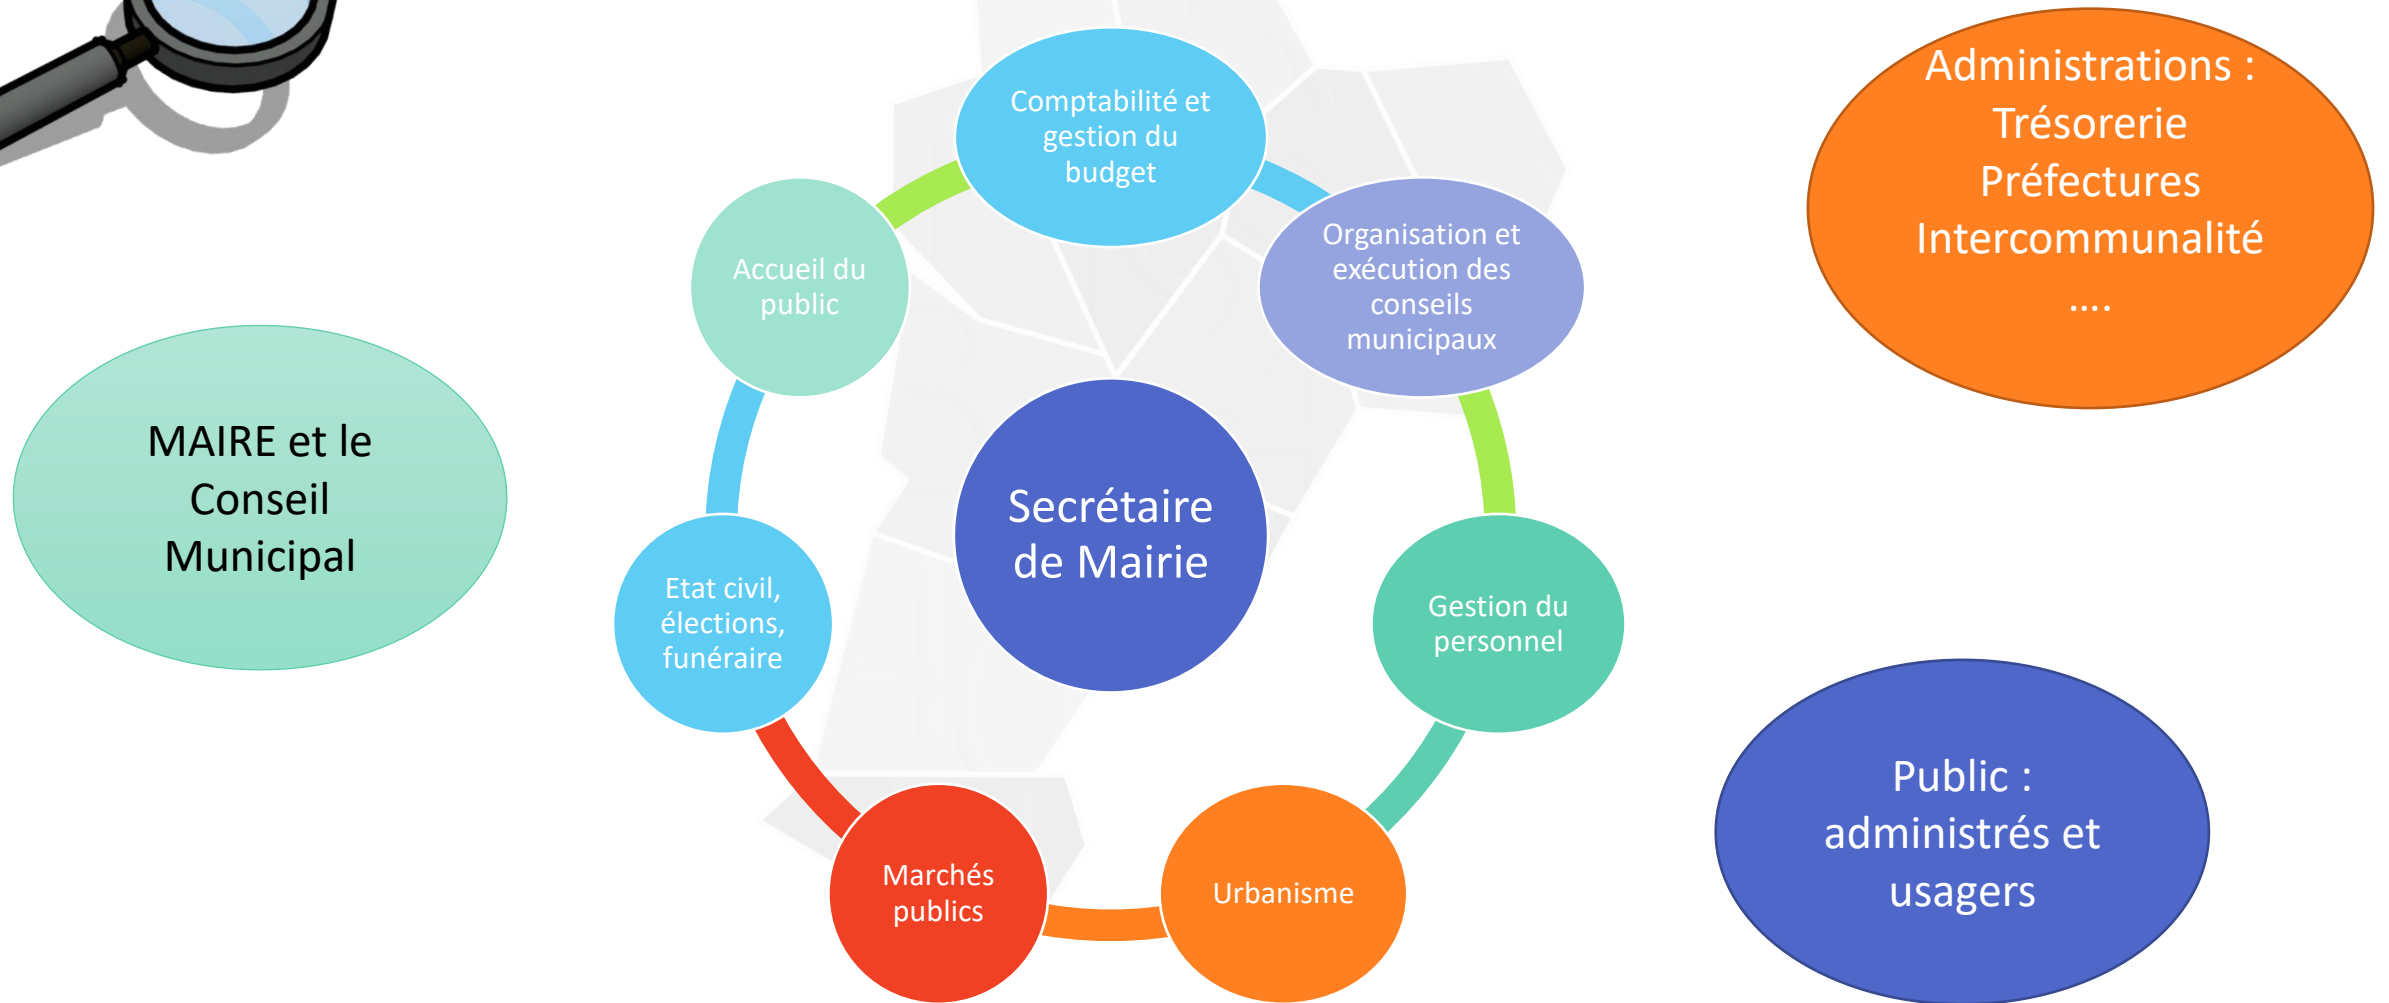 Comptabilité et
gestion du
budget
Organisation et
exécution des
conseils
municipaux
Gestion du
personnel
Urbanisme
Marchés
publics
Etat civil,
élections,
funéraire
Accueil du
public
Secrétaire
de Mairie
MAIRE et le
Conseil
Municipal
Administrations :
Trésorerie
Préfectures
Intercommunalité
....
Public :
administrés et
usagers